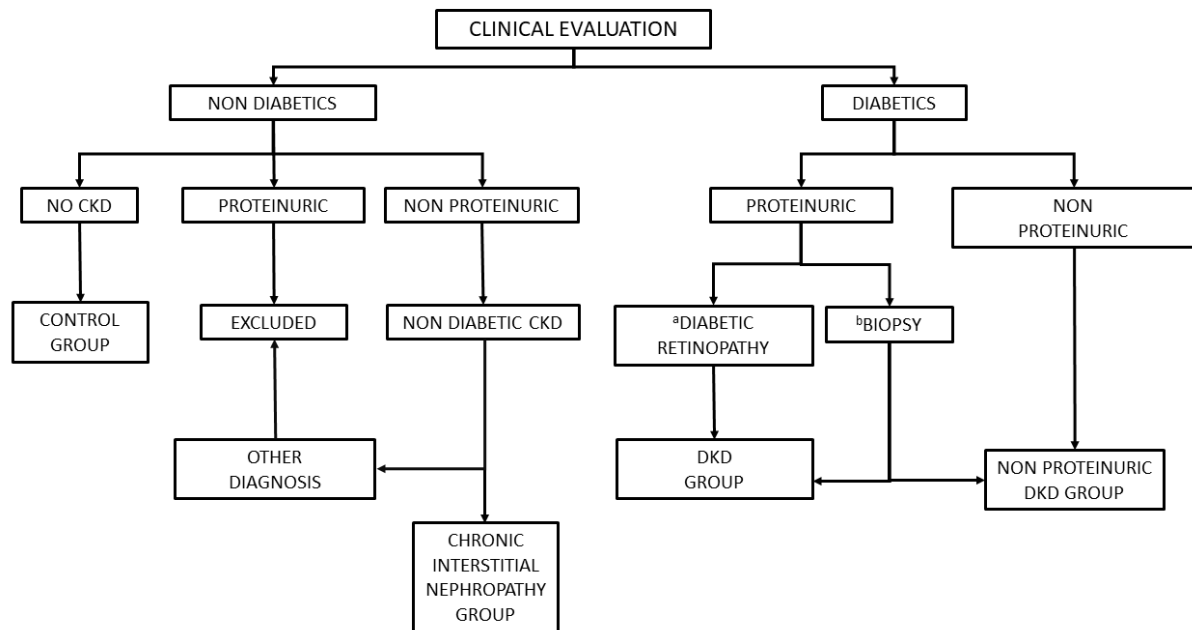 CLINICAL EVALUATION
NON DIABETICS
DIABETICS
NO CKD
PROTEINURIC
NON PROTEINURIC
PROTEINURIC
NON
PROTEINURIC
CONTROL
GROUP
EXCLUDED
NON DIABETIC CKD
ᵃDIABETIC
RETINOPATHY
ᵇBIOPSY
OTHER
DIAGNOSIS
DKD
GROUP
NON PROTEINURIC
DKD GROUP
CHRONIC
INTERSTITIAL
NEPHROPATHY
GROUP